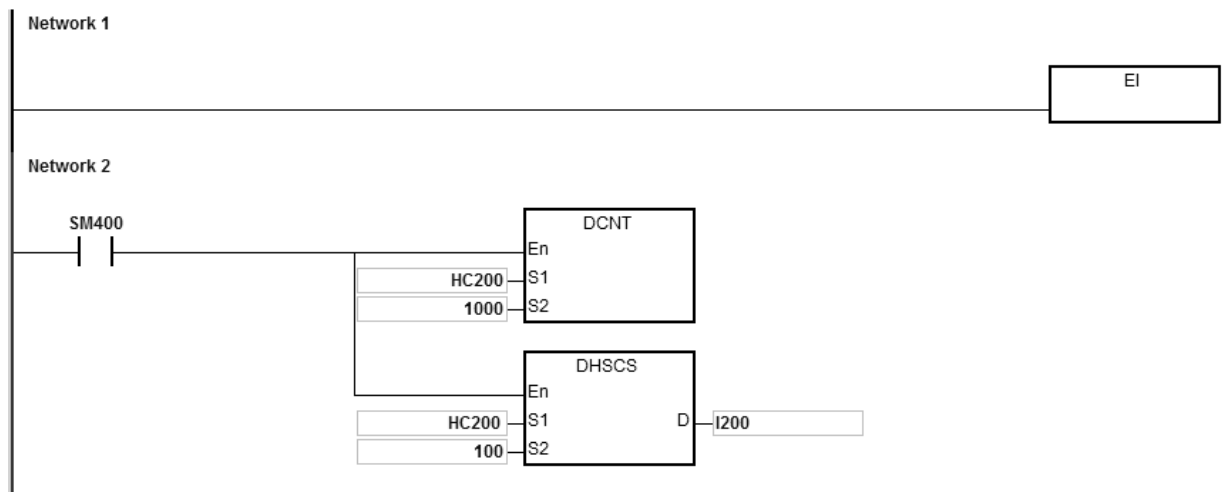 Network 1
EI
Network 2
SM400
DCNT
En
HC200 S1
1000 S2
DHSCS
En
HC200 S1 D I200
100 S2